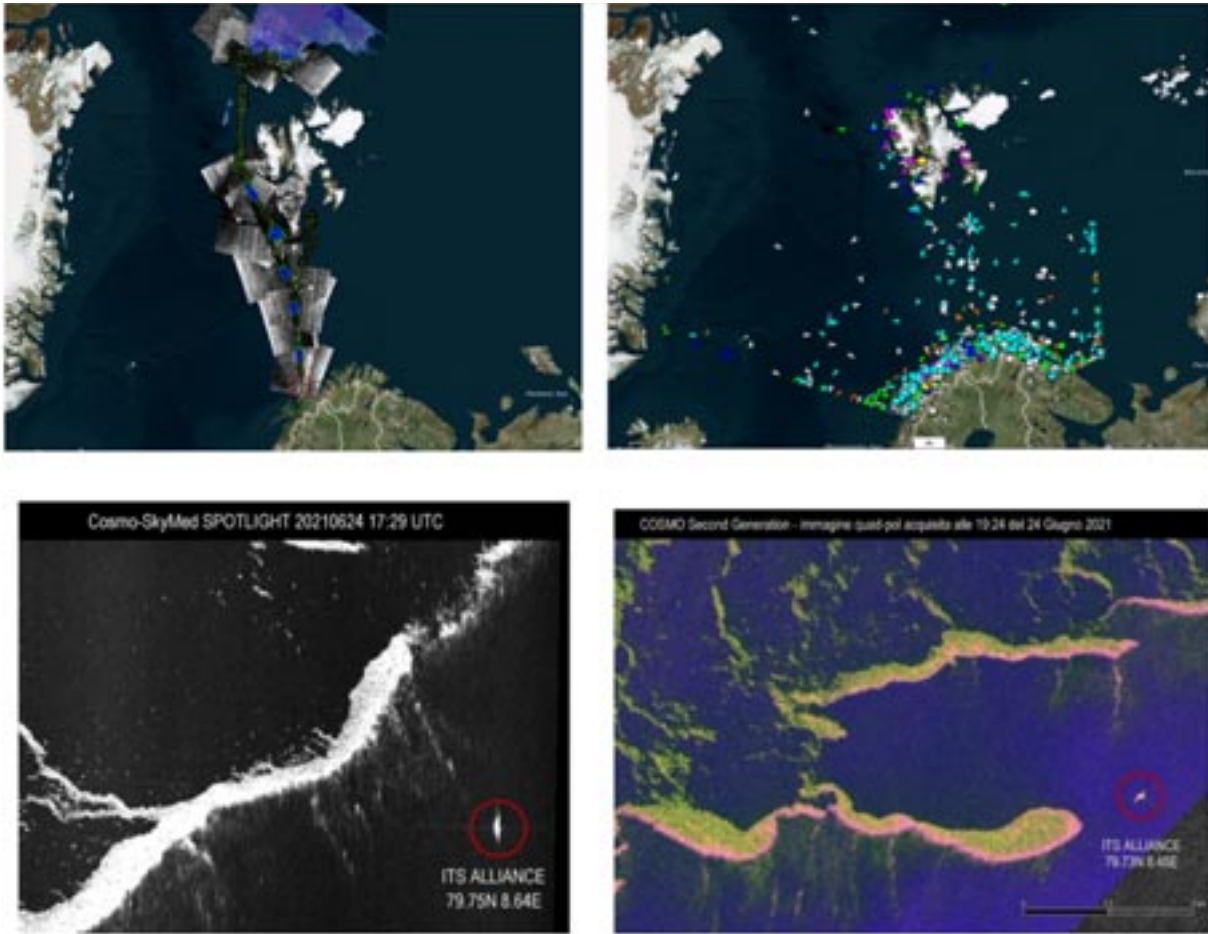 Cosmo-SkyMed SPOTLIGHT 20210624 17:29 UTC
ITS ALLIANCE
79.75N 8.64E
COSMO Second Generation - immagine quad-pol acquisita alle 19:24 del 24 Giugno 2021
ITS ALLIANCE
79.73N 8.46E